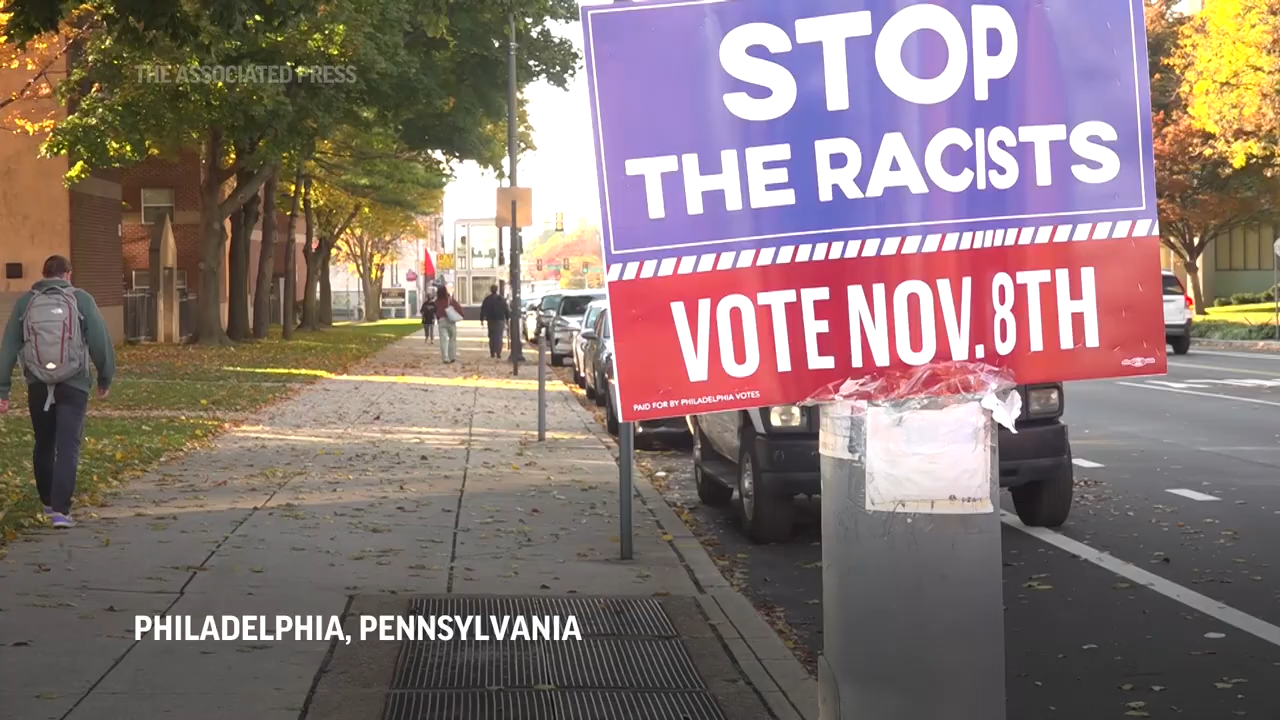 THE ASSOCIATED PRESS
STOP
THE RACISTS
VOTE NOV. 8TH
PAID FOR BY PHILADELPHIA VOTES
PHILADELPHIA, PENNSYLVANIA